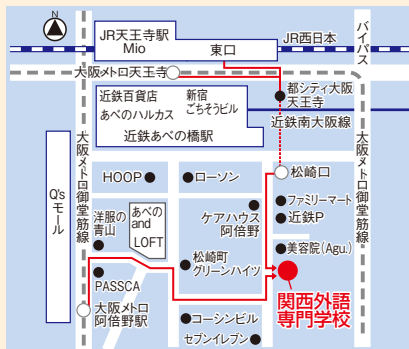 N
JR天王寺駅
Mio
東口
JR西日本
バイパス
大阪メトロ天王寺
近鉄百貨店
あべのハルカス
新宿
ごちそうビル
近鉄あべの橋駅
都シティ大阪
天王寺
近鉄南大阪線
大阪メトロ御堂筋線
大阪メトロ御堂筋線
Q'sモール
HOOP
ローソン
松崎口
ファミリーマート
近鉄P
ケアハウス
阿倍野
洋服の
青山
あべの
and
LOFT
美容院(Agu.)
松崎町
グリーンハイツ
PASSCA
関西外語
専門学校
大阪メトロ
阿倍野駅
コーシンビル
セブンイレブン